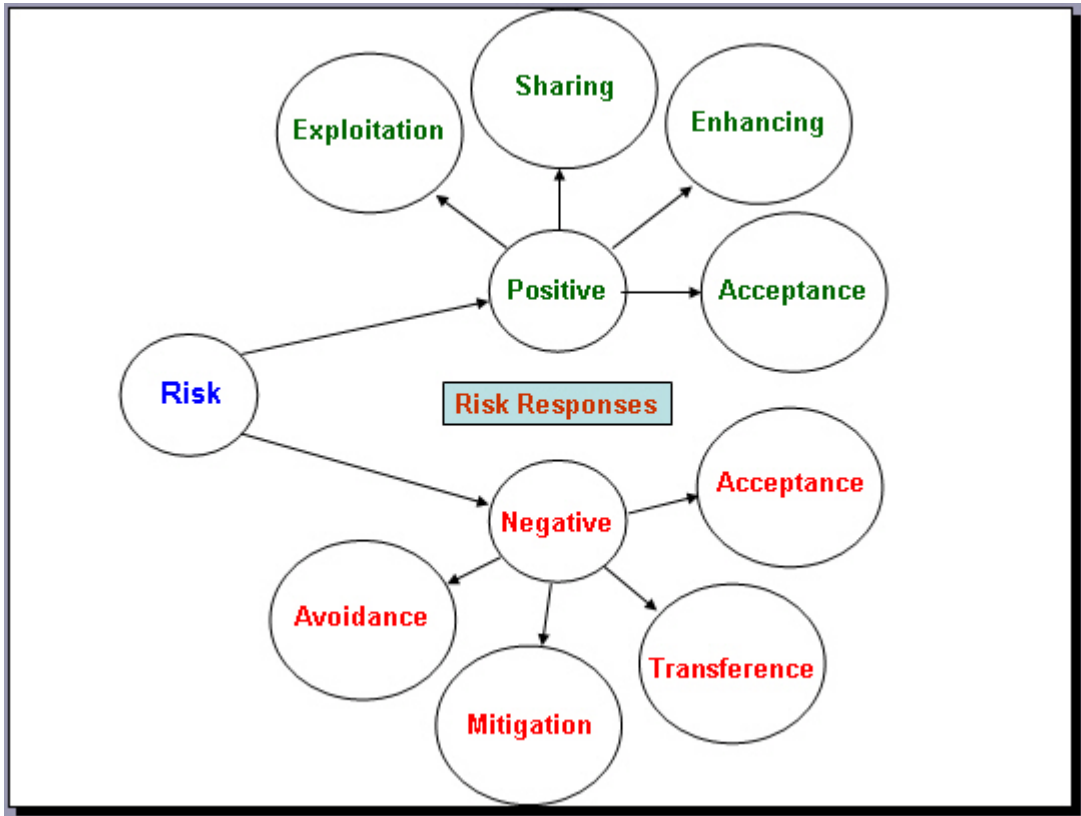 Sharing
Exploitation
Enhancing
Positive
Acceptance
Risk
Risk Responses
Acceptance
Negative
Avoidance
Transference
Mitigation